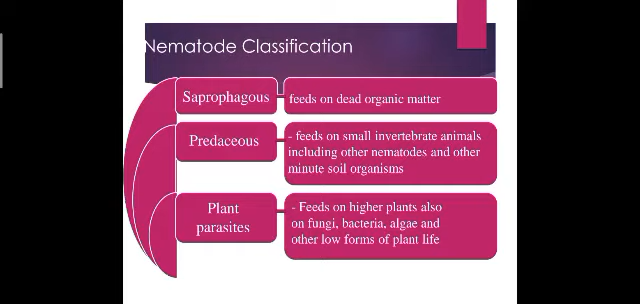 Nematode Classification
Saprophagous
feeds on dead organic matter
Predaceous
- feeds on small invertebrate animals
including other nematodes and other
minute soil organisms
Plant
parasites
- Feeds on higher plants also
on fungi, bacteria, algae and
other low forms of plant life